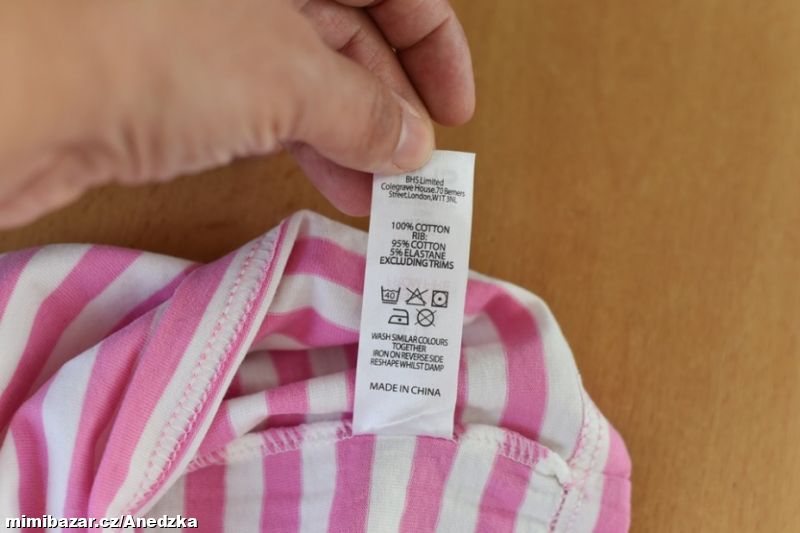 BHS.Limited
Colegrave House.70 Berners
Street,London,W1T 3NL
100% COTTON
RIB:
95% COTTON
5% ELASTANE
EXCLUDING TRIMS
40
WASH SIMILAR COLOURS
TOGETHER
IRON ON REVERSE SIDE
RESHAPE WHILST DAMP
MADE IN CHINA
mimibazar.cz/Anedzka